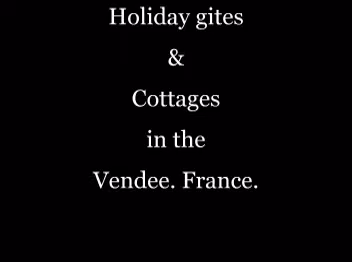 Holiday gites
&
Cottages
in the
Vendee. France.